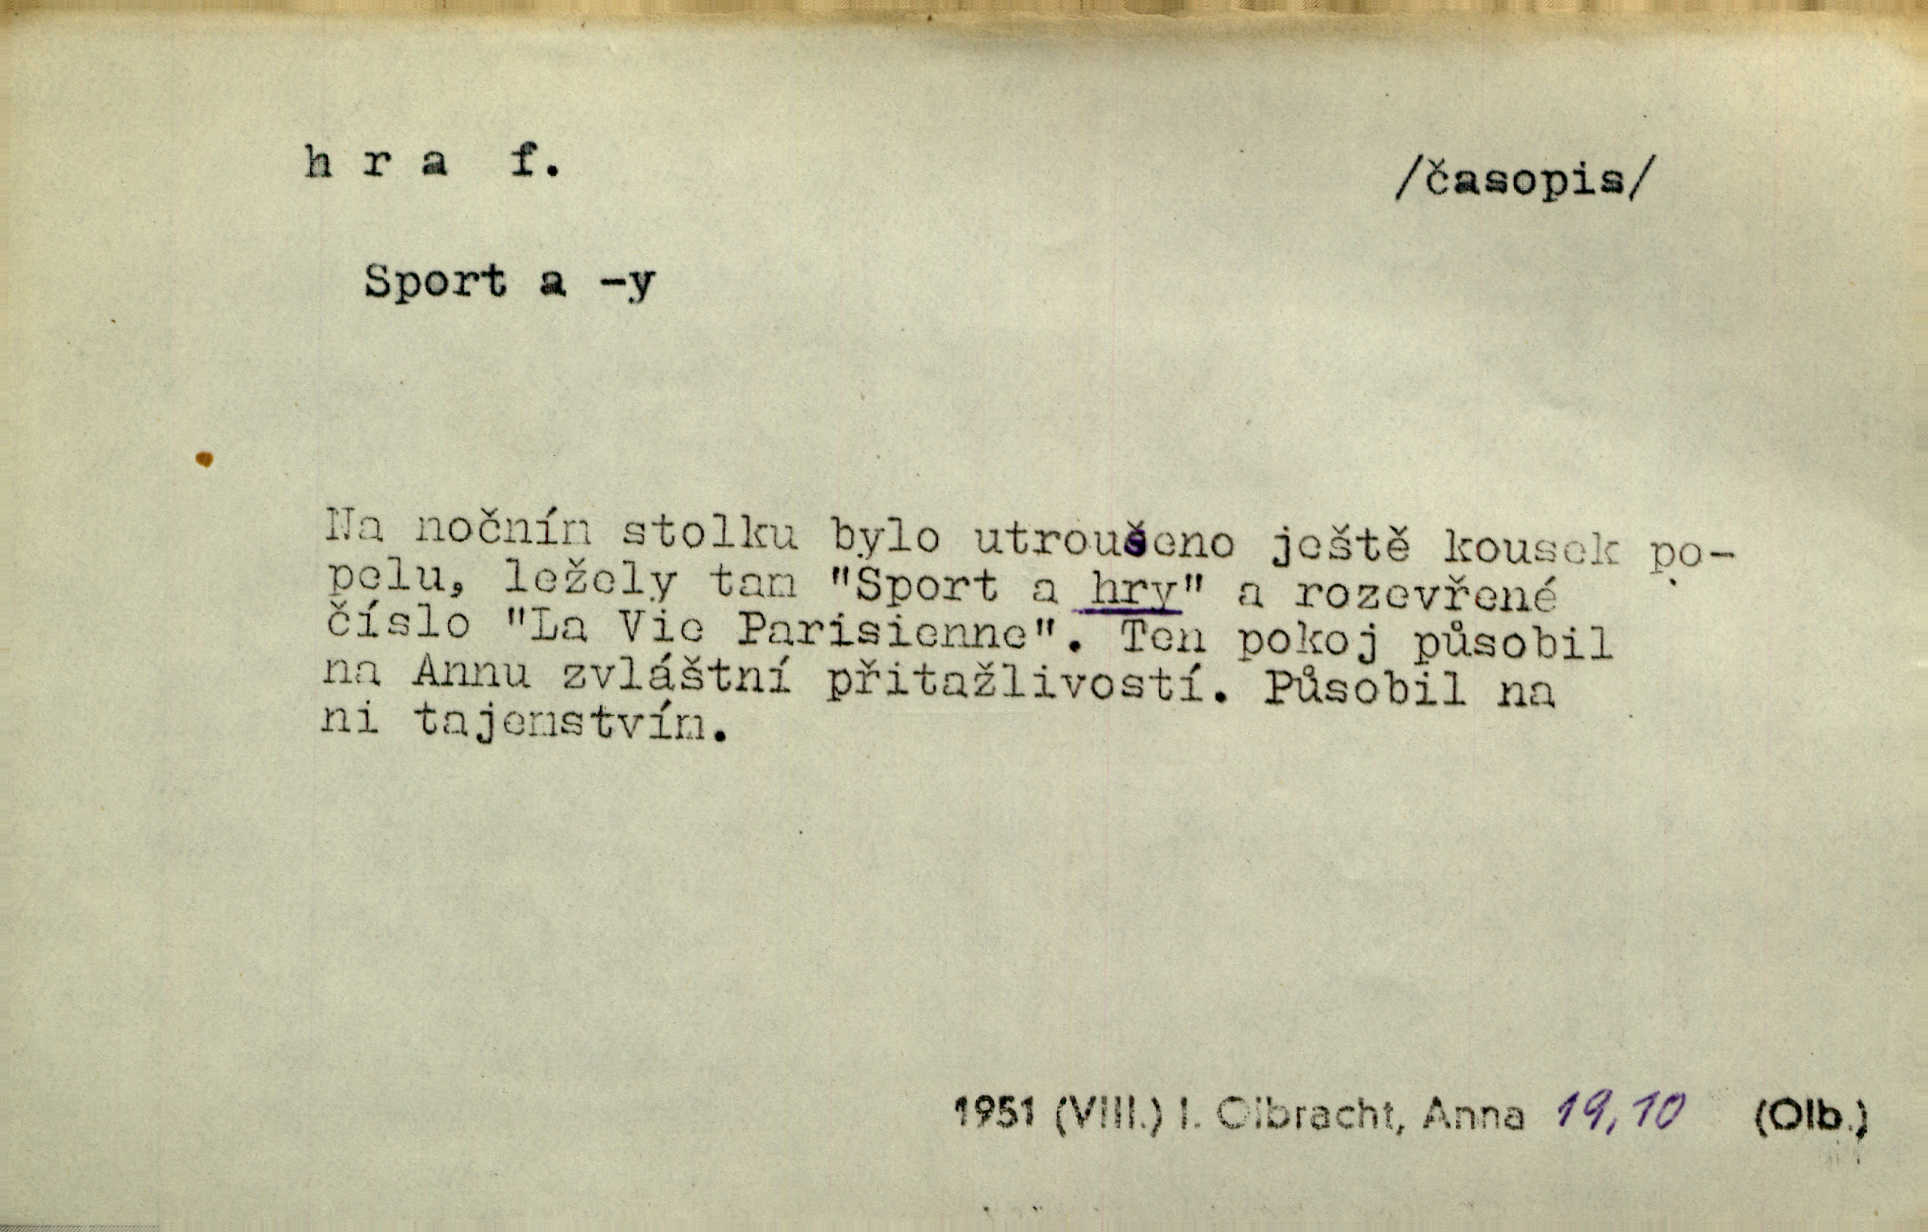 hra f.
/časopis/
Sport a -y
Na nočním stolku bylo utroušeno ještě kousek po-
pelu, ležely tam "Sport a hry" a rozevřené
číslo "La Vie Parisienne". Ten pokoj působil
na Annu zvláštní přitažlivostí. Působil na
ni tajemstvím.
1951 (VIII.) I. Olbracht, Anna 19,10 (Olb.)